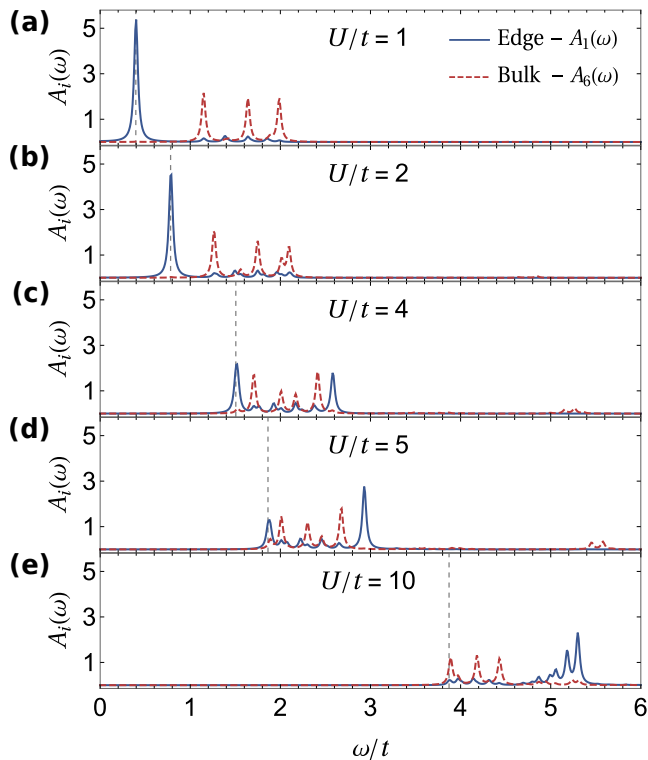 (a)
U/t = 1
Edge – A₁(ω)
Bulk – A₆(ω)
Aᵢ(ω)
5
3
1
(b)
U/t = 2
Aᵢ(ω)
5
3
1
(c)
U/t = 4
Aᵢ(ω)
5
3
1
(d)
U/t = 5
Aᵢ(ω)
5
3
1
(e)
U/t = 10
Aᵢ(ω)
5
3
1
0 1 2 3 4 5 6
ω/t